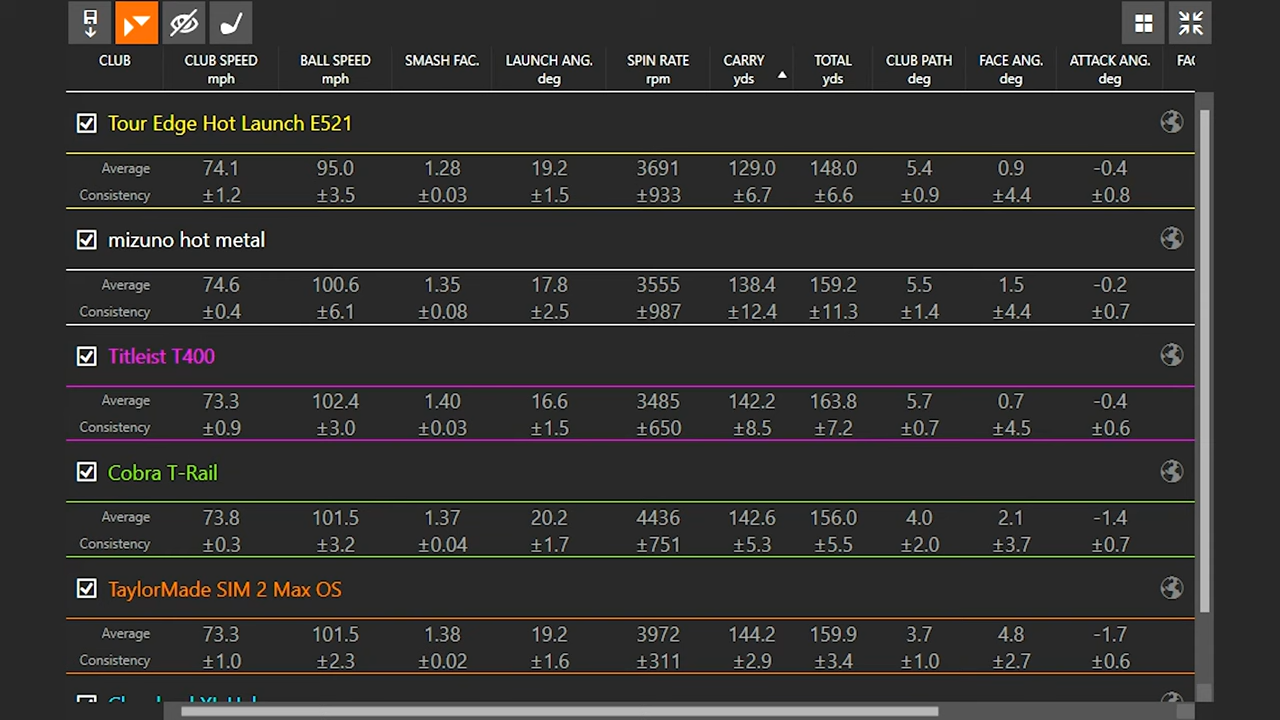 CLUB CLUB SPEED BALL SPEED SMASH FAC. LAUNCH ANG. SPIN RATE CARRY TOTAL CLUB PATH FACE ANG. ATTACK ANG. FAC
mph mph deg rpm yds yds deg deg deg
Tour Edge Hot Launch E521
Average 74.1 95.0 1.28 19.2 3691 129.0 148.0 5.4 0.9 -0.4
Consistency ±1.2 ±3.5 ±0.03 ±1.5 ±933 ±6.7 ±6.6 ±0.9 ±4.4 ±0.8
mizuno hot metal
Average 74.6 100.6 1.35 17.8 3555 138.4 159.2 5.5 1.5 -0.2
Consistency ±0.4 ±6.1 ±0.08 ±2.5 ±987 ±12.4 ±11.3 ±1.4 ±4.4 ±0.7
Titleist T400
Average 73.3 102.4 1.40 16.6 3485 142.2 163.8 5.7 0.7 -0.4
Consistency ±0.9 ±3.0 ±0.03 ±1.5 ±650 ±8.5 ±7.2 ±0.7 ±4.5 ±0.6
Cobra T-Rail
Average 73.8 101.5 1.37 20.2 4436 142.6 156.0 4.0 2.1 -1.4
Consistency ±0.3 ±3.2 ±0.04 ±1.7 ±751 ±5.3 ±5.5 ±2.0 ±3.7 ±0.7
TaylorMade SIM 2 Max OS
Average 73.3 101.5 1.38 19.2 3972 144.2 159.9 3.7 4.8 -1.7
Consistency ±1.0 ±2.3 ±0.02 ±1.6 ±311 ±2.9 ±3.4 ±1.0 ±2.7 ±0.6